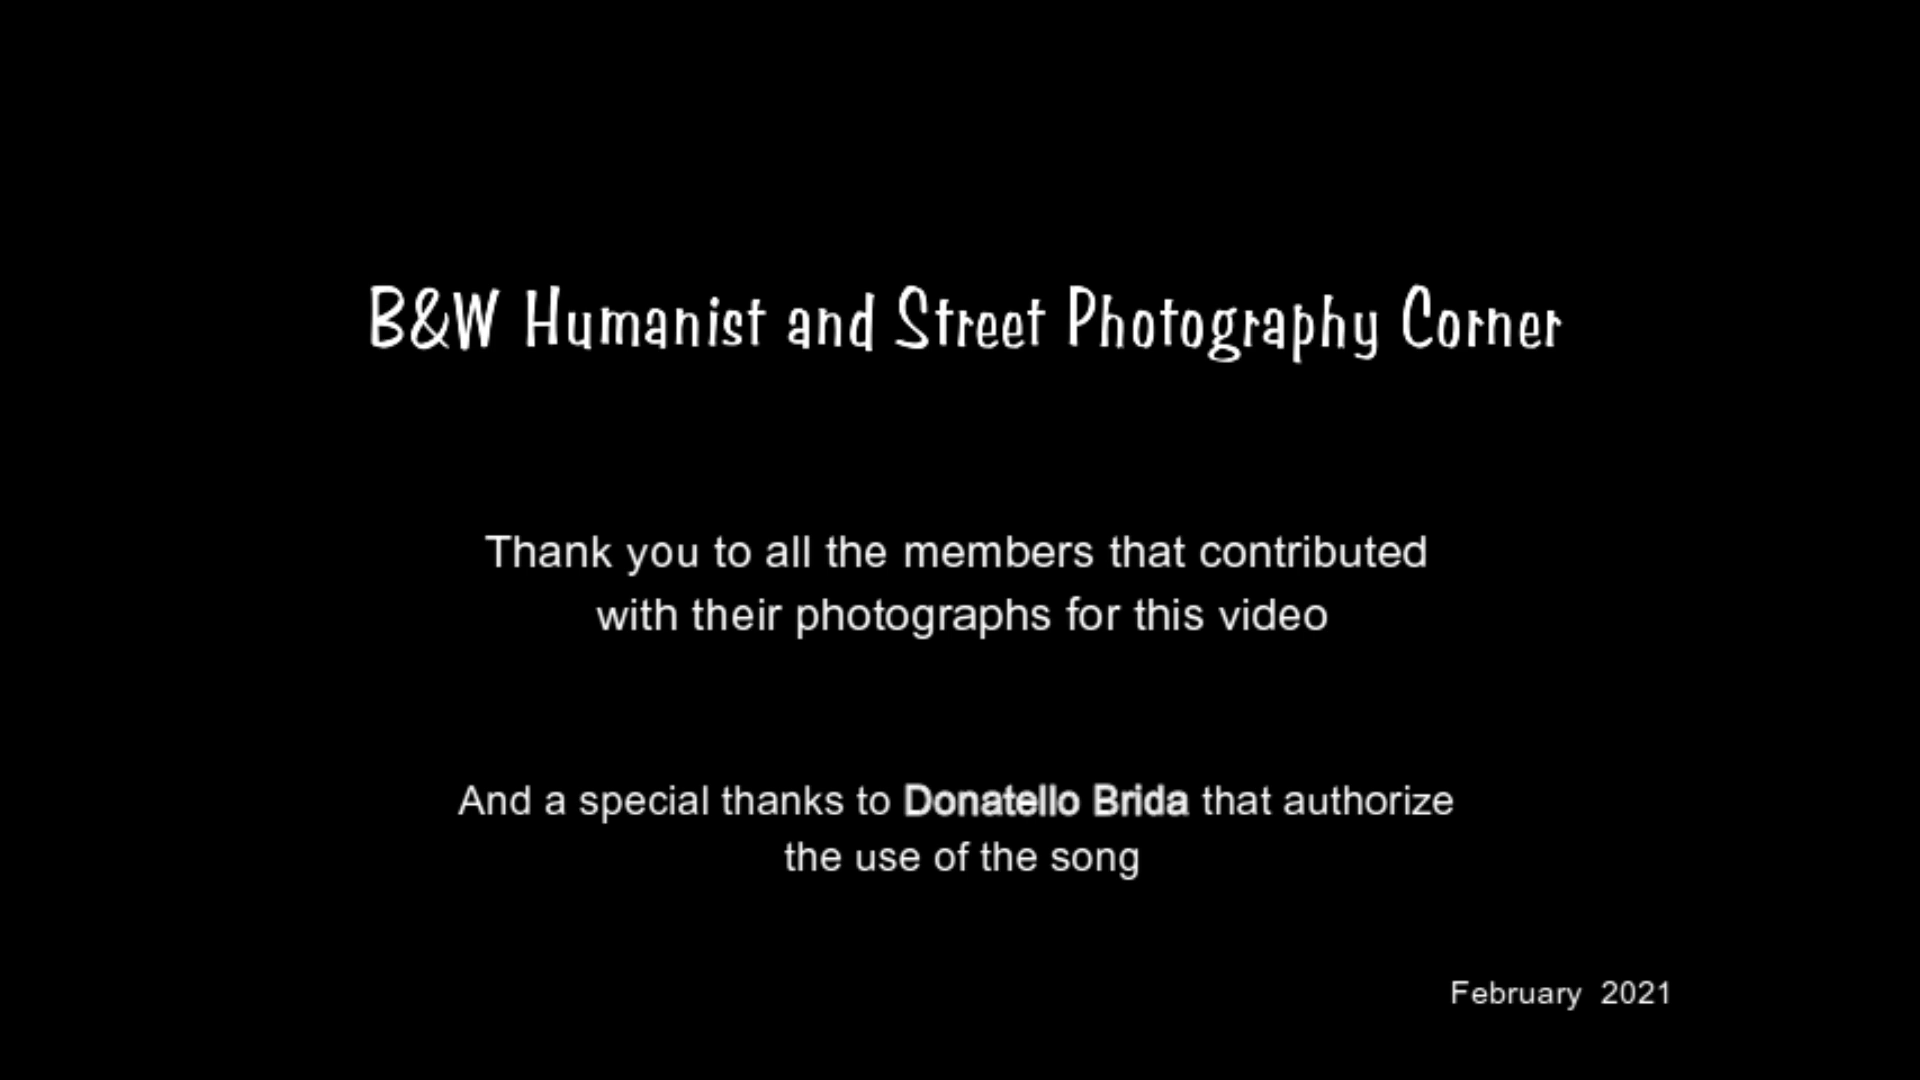 B&W Humanist and Street Photography Corner
Thank you to all the members that contributed
with their photographs for this video
And a special thanks to Donatello Brida that authorize
the use of the song
February 2021